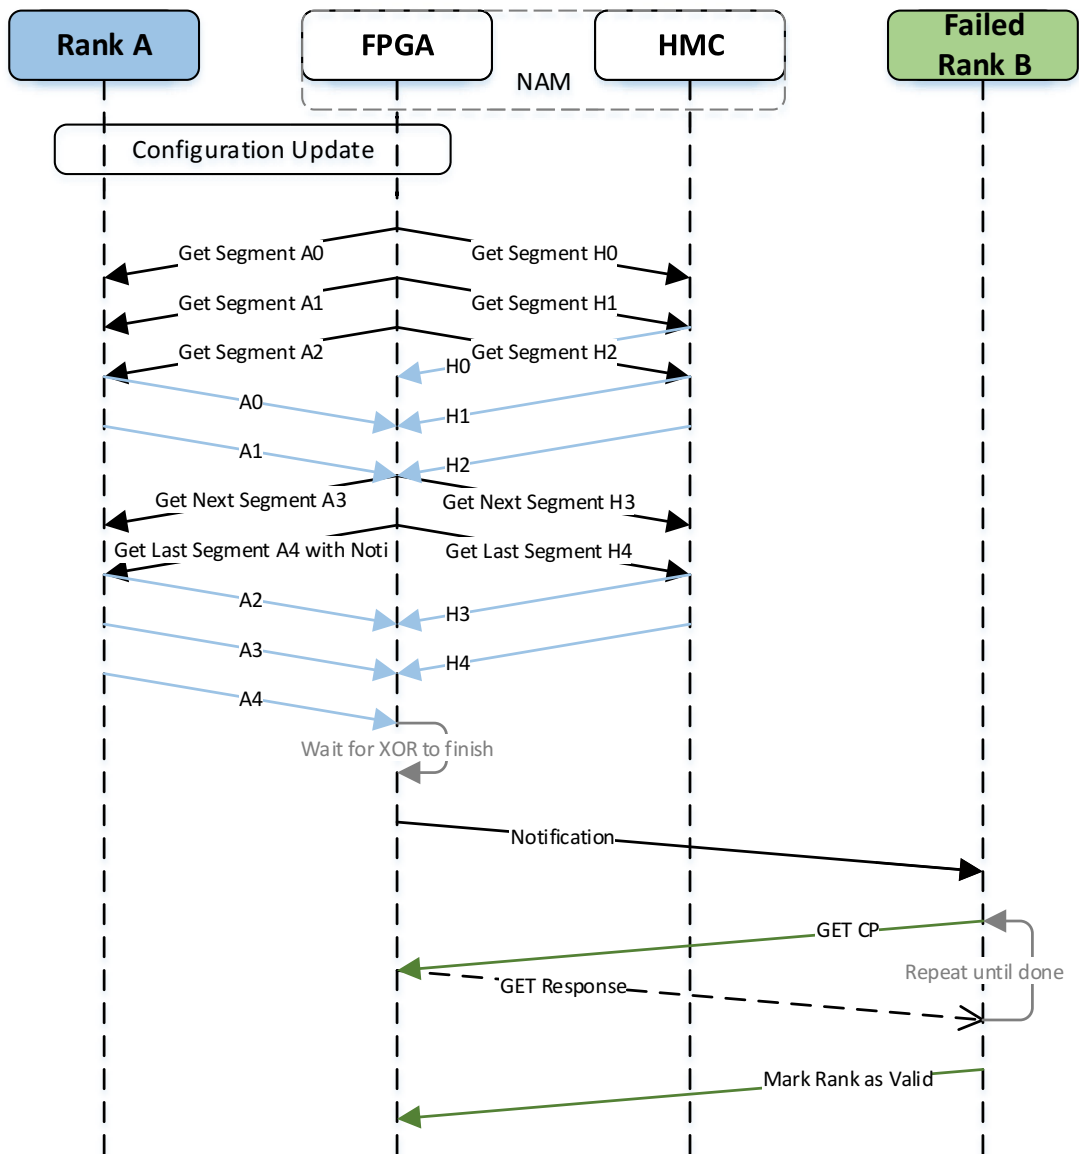 Rank A
FPGA
HMC
Failed
Rank B
NAM
Configuration Update
Get Segment A0
Get Segment H0
Get Segment A1
Get Segment H1
Get Segment A2
Get Segment H2
H0
A0
H1
A1
H2
Get Next Segment A3
Get Next Segment H3
Get Last Segment A4 with Noti
Get Last Segment H4
A2
H3
A3
H4
A4
Wait for XOR to finish
Notification
GET CP
Repeat until done
GET Response
Mark Rank as Valid